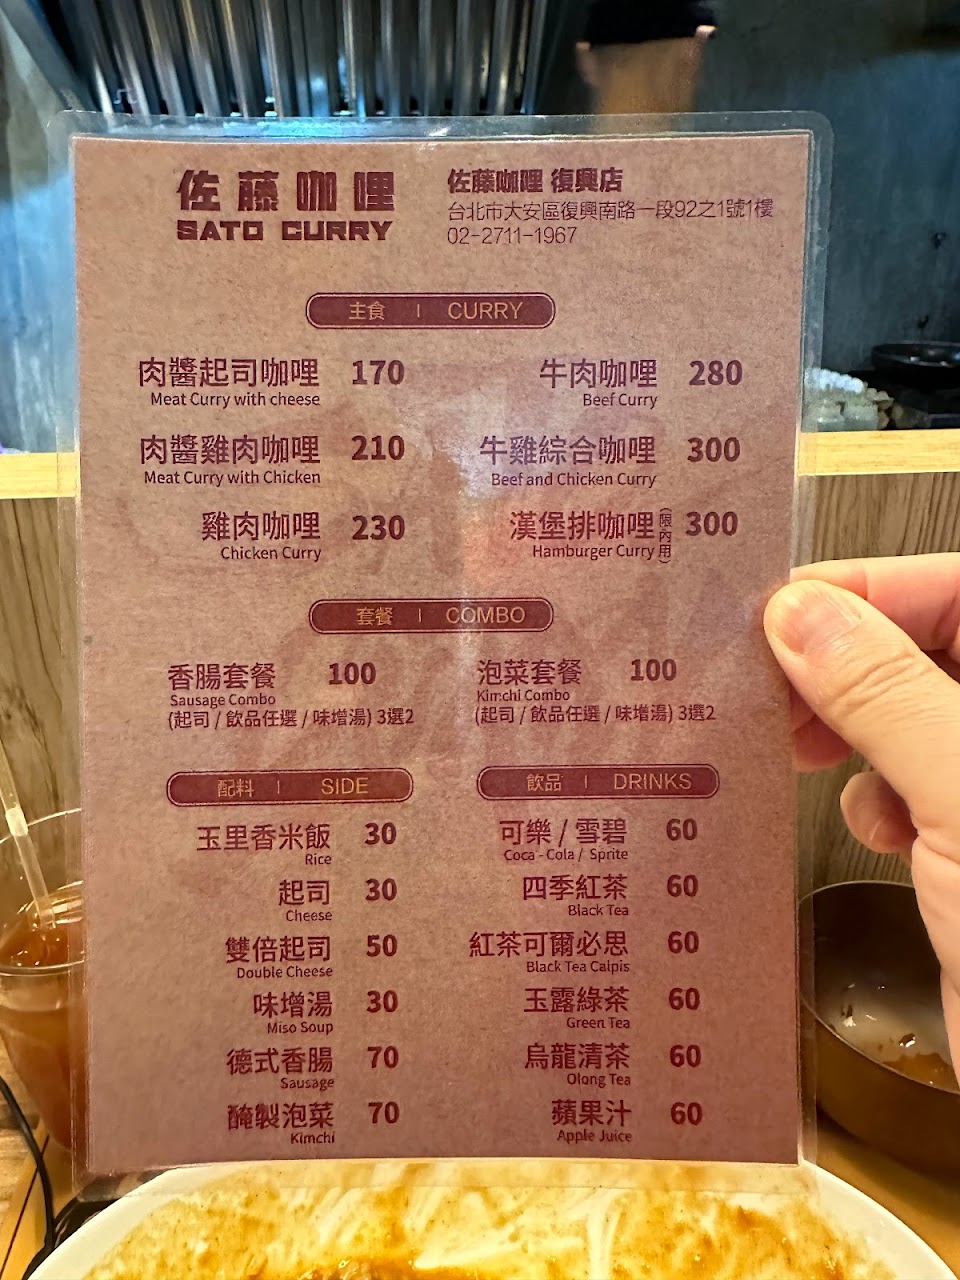 佐藤咖哩
SATO CURRY
佐藤咖哩 復興店
台北市大安區復興南路一段92之1號1樓
02-2711-1967
主食 | CURRY
肉醬起司咖哩 170
Meat Curry with cheese
牛肉咖哩 280
Beef Curry
肉醬雞肉咖哩 210
Meat Curry with Chicken
牛雞綜合咖哩 300
Beef and Chicken Curry
雞肉咖哩 230
Chicken Curry
漢堡排咖哩 (限內用) 300
Hamburger Curry
套餐 | COMBO
香腸套餐 100
Sausage Combo
(起司 / 飲品任選 / 味增湯) 3選2
泡菜套餐 100
Kimchi Combo
(起司 / 飲品任選 / 味增湯) 3選2
配料 | SIDE
玉里香米飯 30
Rice
起司 30
Cheese
雙倍起司 50
Double Cheese
味增湯 30
Miso Soup
德式香腸 70
Sausage
醃製泡菜 70
Kimchi
飲品 | DRINKS
可樂 / 雪碧 60
Coca - Cola / Sprite
四季紅茶 60
Black Tea
紅茶可爾必思 60
Black Tea Calpis
玉露綠茶 60
Green Tea
烏龍清茶 60
Olong Tea
蘋果汁 60
Apple Juice